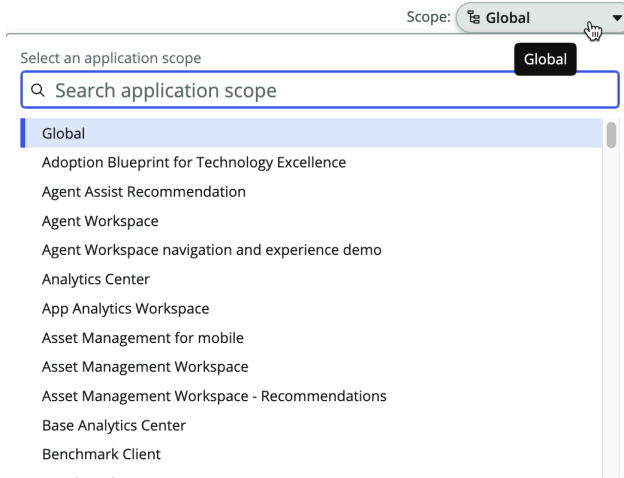 Scope: Global
Select an application scope
Global
Search application scope
Global
Adoption Blueprint for Technology Excellence
Agent Assist Recommendation
Agent Workspace
Agent Workspace navigation and experience demo
Analytics Center
App Analytics Workspace
Asset Management for mobile
Asset Management Workspace
Asset Management Workspace - Recommendations
Base Analytics Center
Benchmark Client